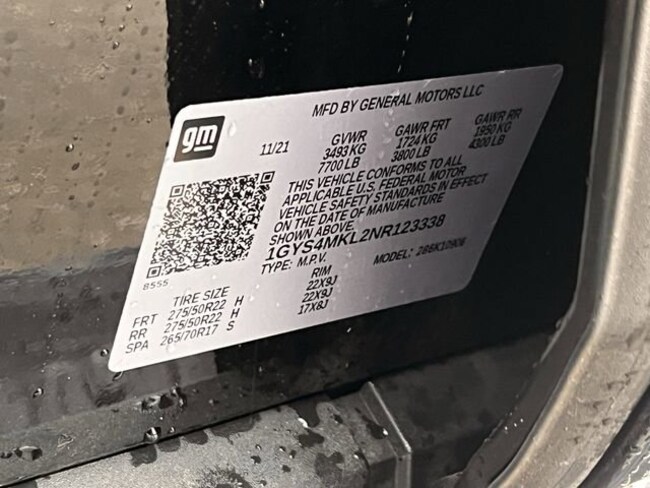 gm
MFD BY GENERAL MOTORS LLC
11/21
GVWR GAWR FRT GAWR RR
3493 KG 1724 KG 1950 KG
7700 LB 3800 LB 4300 LB
THIS VEHICLE CONFORMS TO ALL
APPLICABLE U.S. FEDERAL MOTOR
VEHICLE SAFETY STANDARDS IN EFFECT
ON THE DATE OF MANUFACTURE
SHOWN ABOVE.
1GYS4MKL2NR123338
TYPE: M.P.V. MODEL:
8555
TIRE SIZE RIM
FRT 275/50R22 H 22X9J
RR 275/50R22 H 22X9J
SPA 265/70R17 S 17X8J